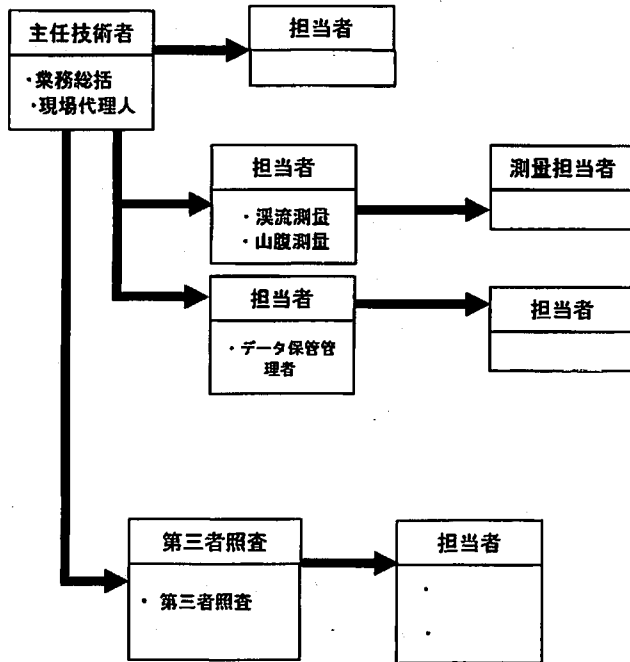 主任技術者
・業務総括
・現場代理人
担当者
担当者
・渓流測量
・山腹測量
測量担当者
担当者
・データ保管管
理者
担当者
第三者照査
・第三者照査
担当者
・
・